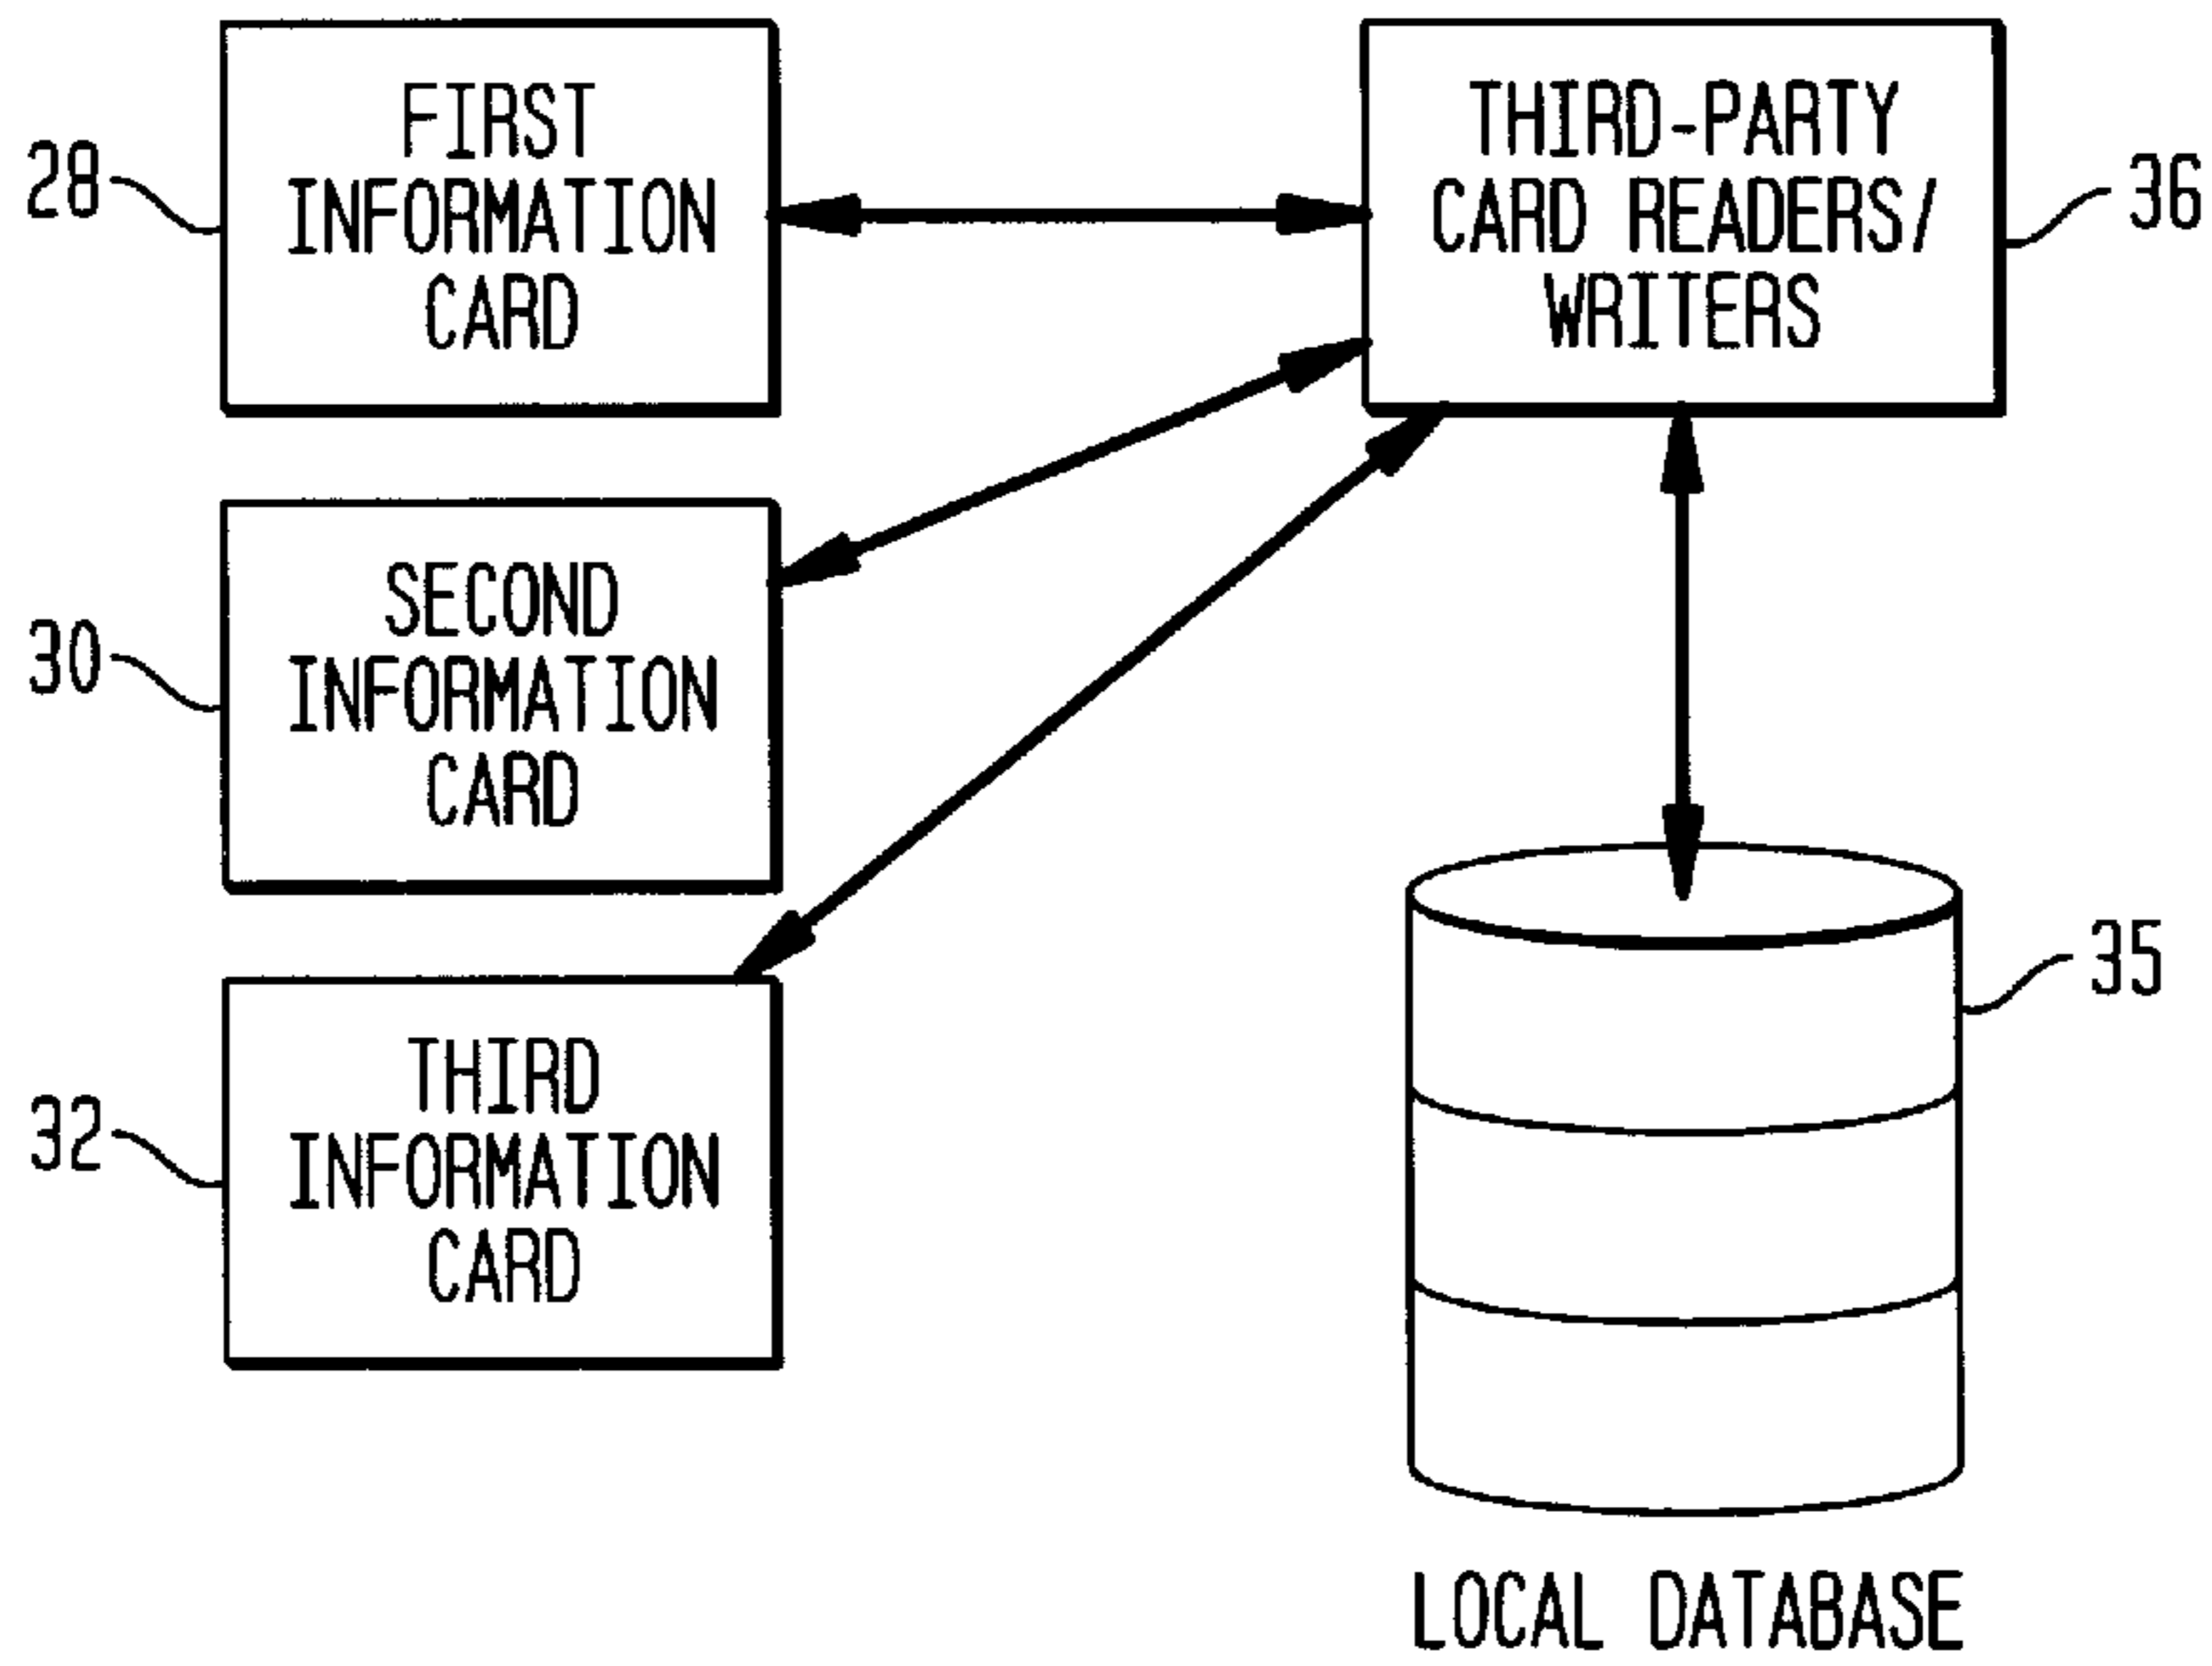 28
FIRST
INFORMATION
CARD
THIRD-PARTY
CARD READERS/
WRITERS
36
30
SECOND
INFORMATION
CARD
32
THIRD
INFORMATION
CARD
35
LOCAL DATABASE